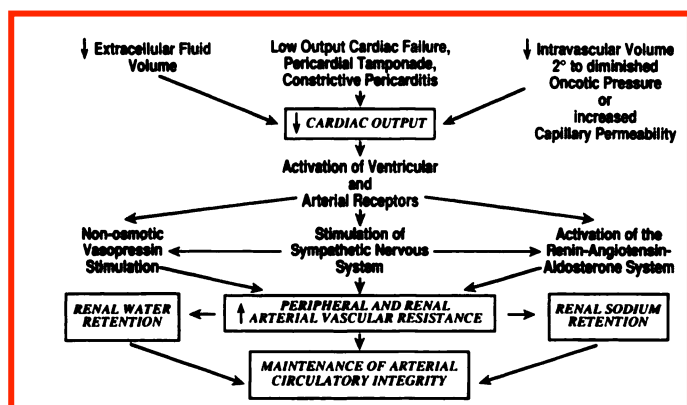 ↓ Extracellular Fluid
Volume
Low Output Cardiac Failure,
Pericardial Tamponade,
Constrictive Pericarditis
↓ Intravascular Volume
2° to diminished
Oncotic Pressure
or
increased
Capillary Permeability
↓ CARDIAC OUTPUT
Activation of Ventricular
and
Arterial Receptors
Non-osmotic
Vasopressin
Stimulation
Stimulation of
Sympathetic Nervous
System
Activation of the
Renin-Angiotensin-
Aldosterone System
RENAL WATER
RETENTION
↑ PERIPHERAL AND RENAL
ARTERIAL VASCULAR RESISTANCE
RENAL SODIUM
RETENTION
MAINTENANCE OF ARTERIAL
CIRCULATORY INTEGRITY